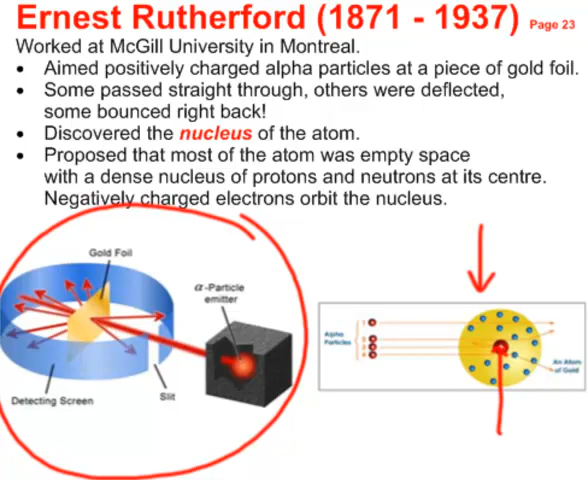 Ernest Rutherford (1871 - 1937) Page 23
Worked at McGill University in Montreal.
• Aimed positively charged alpha particles at a piece of gold foil.
• Some passed straight through, others were deflected,
some bounced right back!
• Discovered the nucleus of the atom.
• Proposed that most of the atom was empty space
with a dense nucleus of protons and neutrons at its centre.
Negatively charged electrons orbit the nucleus.
Gold Foil
α-Particle
emitter
Detecting Screen
Slit
Alpha
Particles
An Atom
of Gold